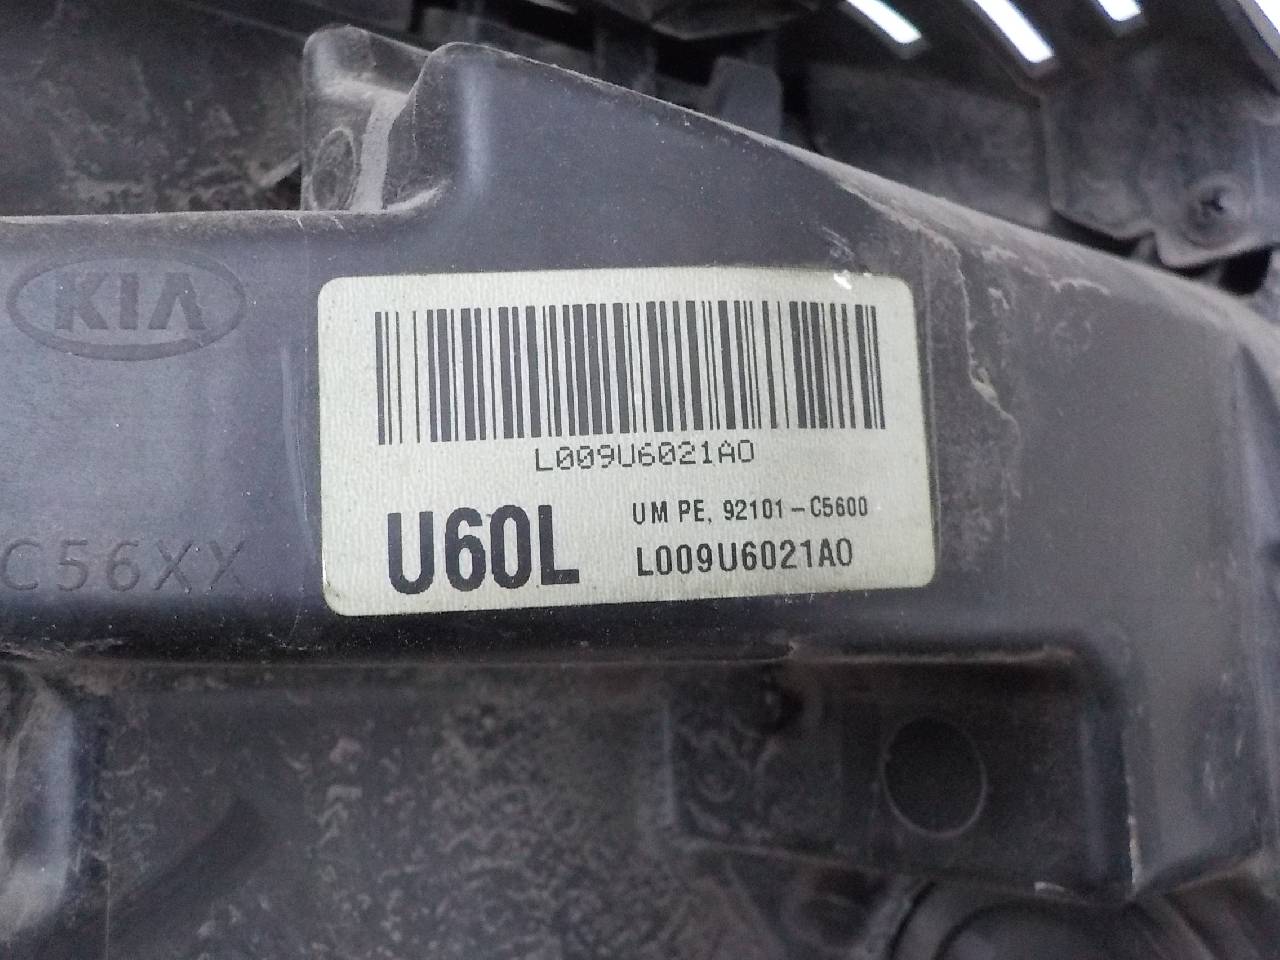 KIA
L009U6021A0
U60L
UM PE, 92101-C5600
L009U6021A0
C56XX